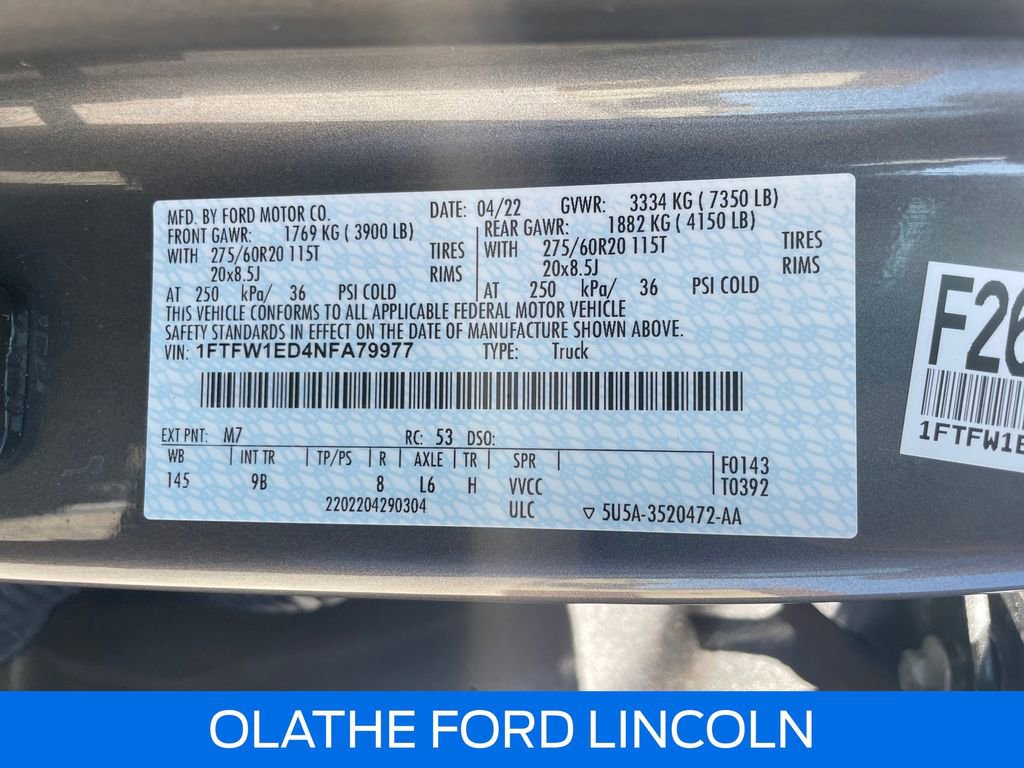 MFD. BY FORD MOTOR CO. DATE: 04/22 GVWR: 3334 KG ( 7350 LB)
FRONT GAWR: 1769 KG ( 3900 LB) REAR GAWR: 1882 KG ( 4150 LB)
WITH 275/60R20 115T TIRES WITH 275/60R20 115T TIRES
20x8.5J RIMS 20x8.5J RIMS
AT 250 kPa/ 36 PSI COLD AT 250 kPa/ 36 PSI COLD
THIS VEHICLE CONFORMS TO ALL APPLICABLE FEDERAL MOTOR VEHICLE
SAFETY STANDARDS IN EFFECT ON THE DATE OF MANUFACTURE SHOWN ABOVE.
VIN: 1FTFW1ED4NFA79977 TYPE: Truck
EXT PNT: M7 RC: 53 DSO:
WB INT TR TP/PS R AXLE TR SPR F0143
145 9B 8 L6 H VVCC T0392
2202204290304 ULC ▽ 5U5A-3520472-AA
F26
1FTFW1E
OLATHE FORD LINCOLN